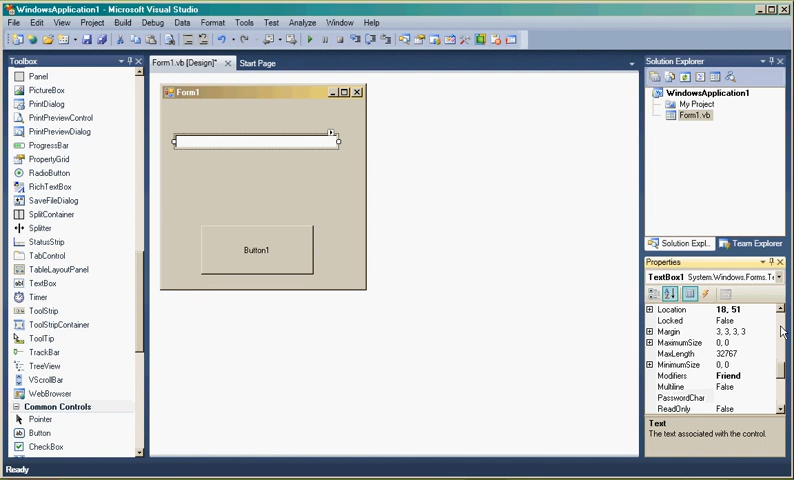 WindowsApplication1 - Microsoft Visual Studio
File Edit View Project Build Debug Data Format Tools Test Analyze Window Help
Toolbox
Panel
PictureBox
PrintDialog
PrintPreviewControl
PrintPreviewDialog
ProgressBar
PropertyGrid
RadioButton
RichTextBox
SaveFileDialog
SplitContainer
Splitter
StatusStrip
TabControl
TableLayoutPanel
TextBox
Timer
ToolStrip
ToolStripContainer
ToolTip
TrackBar
TreeView
VScrollBar
WebBrowser
Common Controls
Pointer
Button
CheckBox
Form1.vb [Design]* Start Page
Form1
Button1
Solution Explorer
WindowsApplication1
My Project
Form1.vb
Solution Expl... Team Explorer
Properties
TextBox1 System.Windows.Forms.Te
Location 18, 51
Locked False
Margin 3, 3, 3, 3
MaximumSize 0, 0
MaxLength 32767
MinimumSize 0, 0
Modifiers Friend
Multiline False
PasswordChar
ReadOnly False
Text
The text associated with the control.
Ready